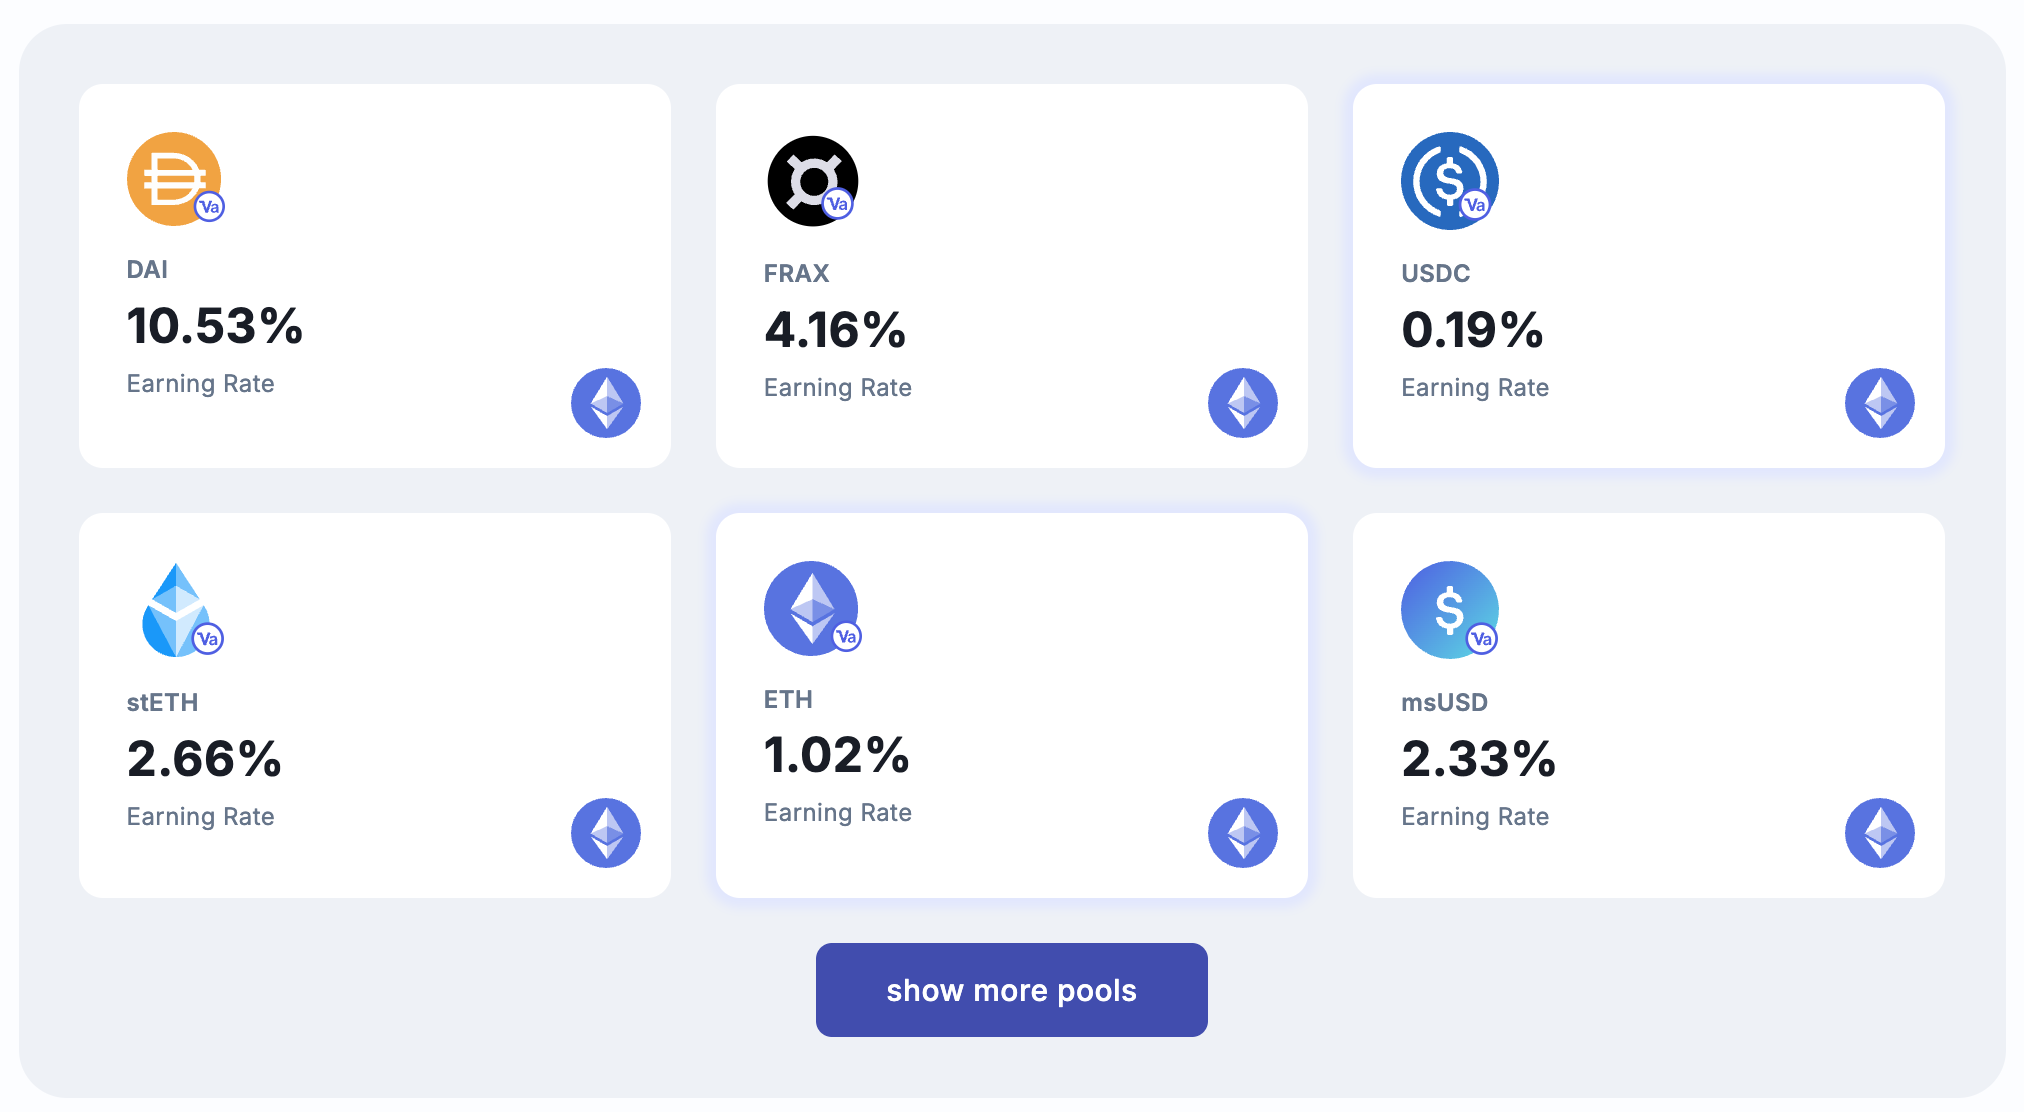 Va
DAI
10.53%
Earning Rate
Va
FRAX
4.16%
Earning Rate
$
Va
USDC
0.19%
Earning Rate
Va
stETH
2.66%
Earning Rate
Va
ETH
1.02%
Earning Rate
$
Va
msUSD
2.33%
Earning Rate
show more pools